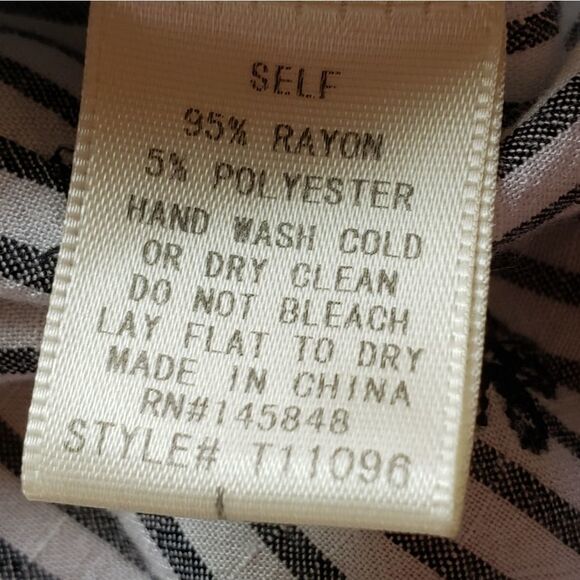 SELF
95% RAYON
5% POLYESTER
HAND WASH COLD
OR DRY CLEAN
DO NOT BLEACH
LAY FLAT TO DRY
MADE IN CHINA
RN#145848
STYLE# T11096